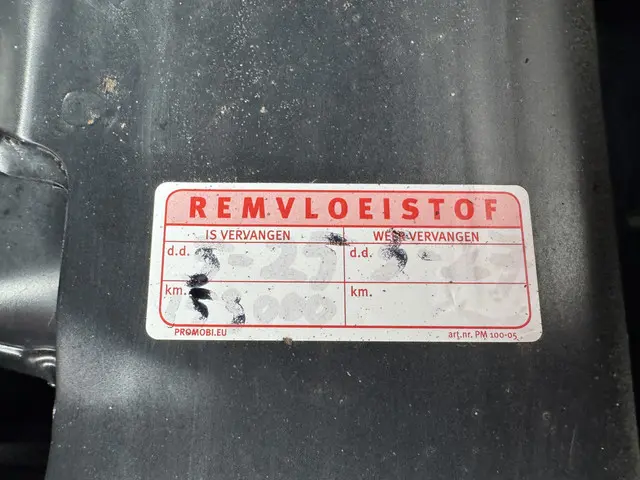 REMVLOEISTOF
IS VERVANGEN WEER VERVANGEN
d.d. d.d.
km. km.
PROMOBI.EU art.nr. PM 100-05